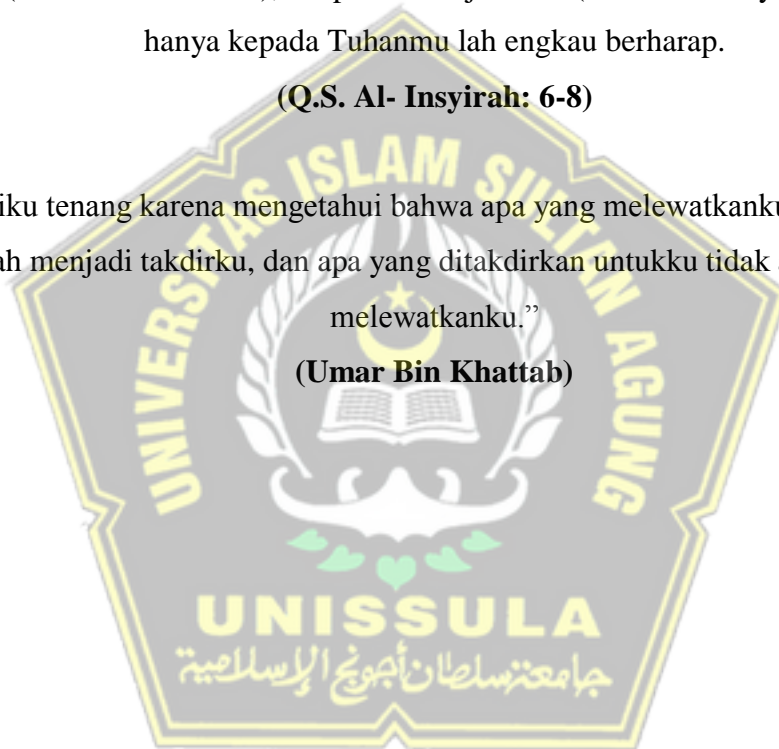 hanya kepada Tuhanmu lah engkau berharap.
(Q.S. Al- Insyirah: 6-8)
iku tenang karena mengetahui bahwa apa yang melewatkanku
ah menjadi takdirku, dan apa yang ditakdirkan untukku tidak
melewatkanku.”
(Umar Bin Khattab)
UNIVERSITAS ISLAM SULTAN AGUNG
UNISSULA
جامعة سلطان أجونج الإسلامية